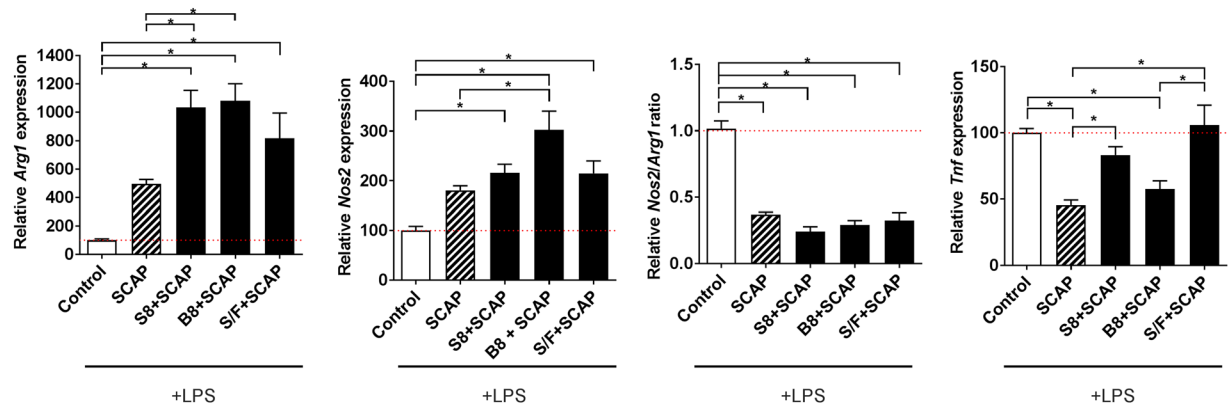 Relative Arg1 expression
1400
1200
1000
800
600
400
200
0
* * * * *
Control
SCAP
S8+SCAP
B8+SCAP
S/F+SCAP
+LPS
Relative Nos2 expression
400
300
200
100
0
* * * *
Control
SCAP
S8+SCAP
B8 + SCAP
S/F+SCAP
+LPS
Relative Nos2/Arg1 ratio
1.5
1.0
0.5
0.0
* * * *
Control
SCAP
S8+SCAP
B8+SCAP
S/F+SCAP
+LPS
Relative Tnf expression
150
100
50
0
* * * * *
Control
SCAP
S8+SCAP
B8+SCAP
S/F+SCAP
+LPS